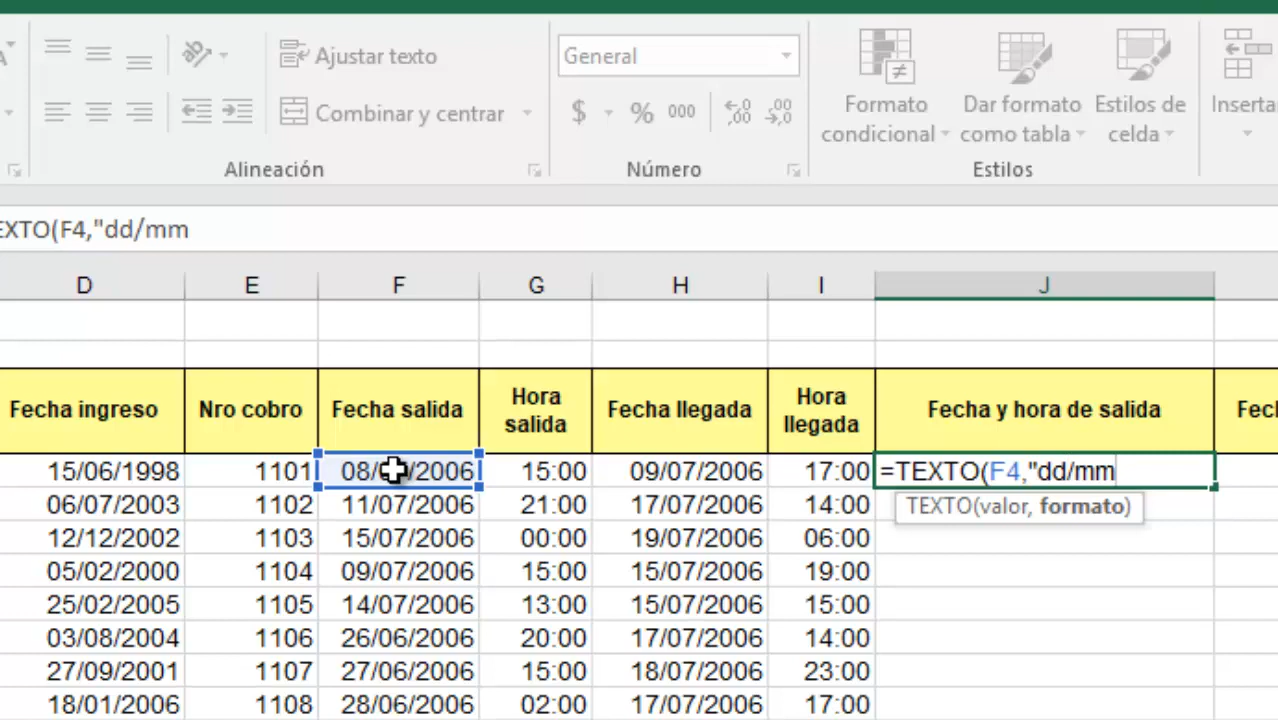 Ajustar texto
General
Combinar y centrar
$ % 000
Formato condicional
Dar formato como tabla
Estilos de celda
Alineación
Número
Estilos
EXTO(F4,"dd/mm
D E F G H I J
Fecha ingreso Nro cobro Fecha salida Hora salida Fecha llegada Hora llegada Fecha y hora de salida
15/06/1998 1101 15:00 09/07/2006 17:00 =TEXTO(F4,"dd/mm
TEXTO(valor, formato)
06/07/2003 1102 11/07/2006 21:00 17/07/2006 14:00
12/12/2002 1103 15/07/2006 00:00 19/07/2006 06:00
05/02/2000 1104 09/07/2006 15:00 15/07/2006 19:00
25/02/2005 1105 14/07/2006 13:00 15/07/2006 15:00
03/08/2004 1106 26/06/2006 20:00 17/07/2006 14:00
27/09/2001 1107 27/06/2006 15:00 18/07/2006 23:00
18/01/2006 1108 28/06/2006 02:00 17/07/2006 17:00